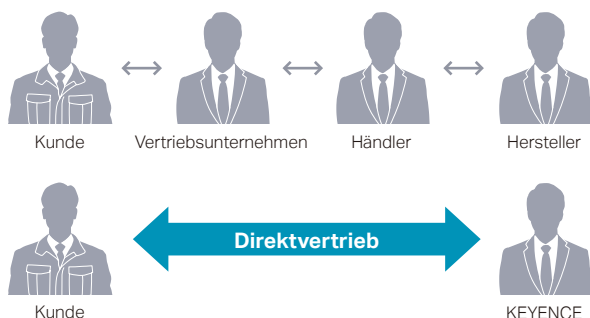 Kunde
Vertriebsunternehmen
Händler
Hersteller
Direktvertrieb
Kunde
KEYENCE